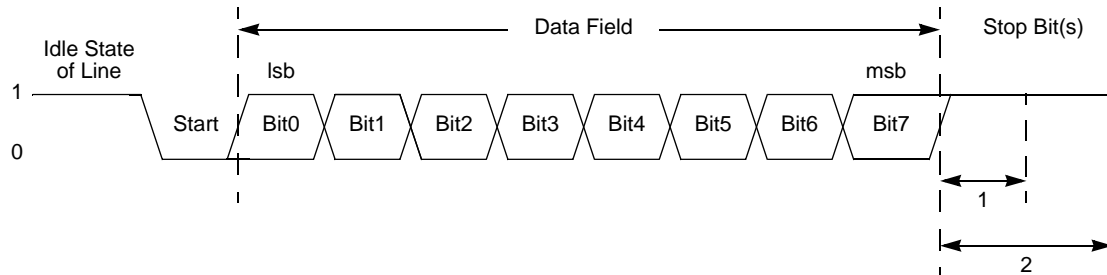 Data Field
Stop Bit(s)
Idle State
of Line
lsb
msb
1
Start
Bit0
Bit1
Bit2
Bit3
Bit4
Bit5
Bit6
Bit7
0
1
2